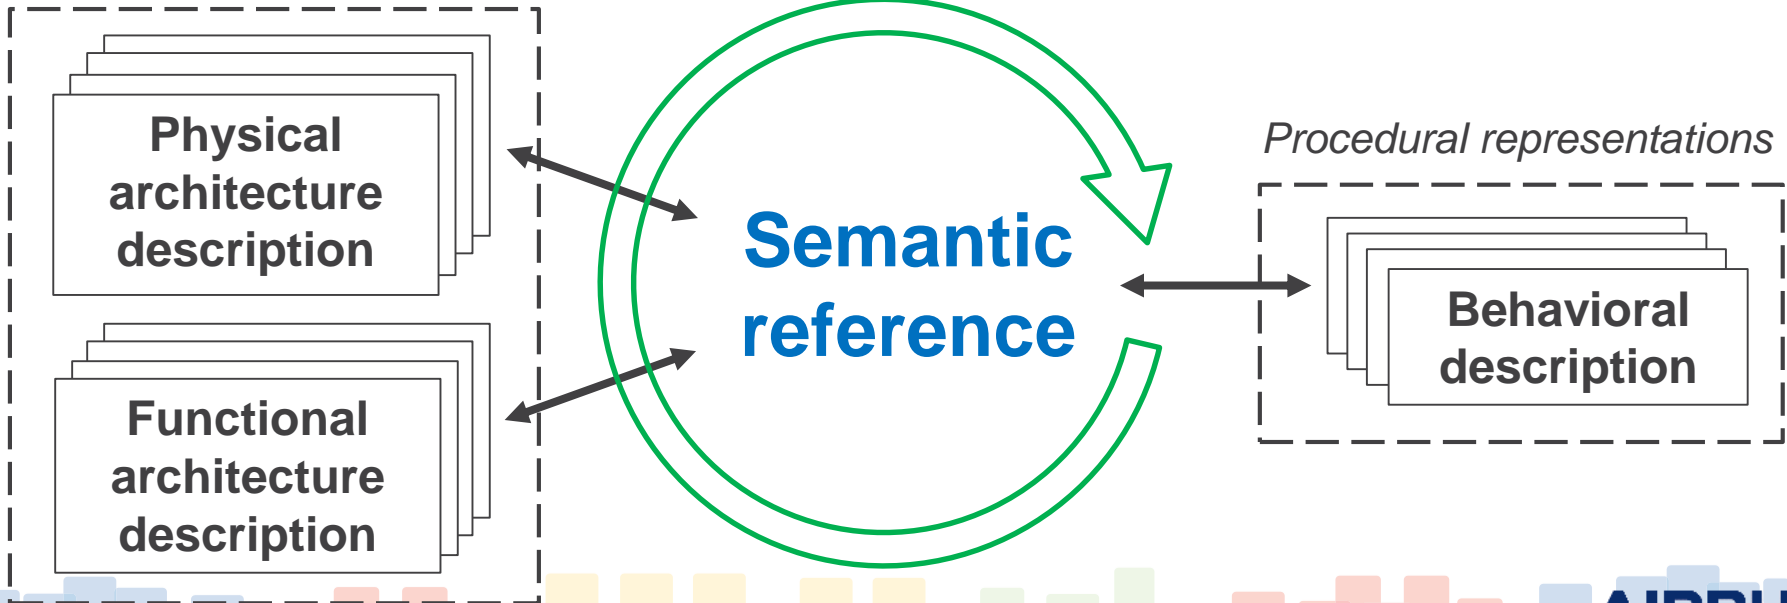 Physical
architecture
description
Functional
architecture
description
Semantic
reference
Procedural representations
Behavioral
description